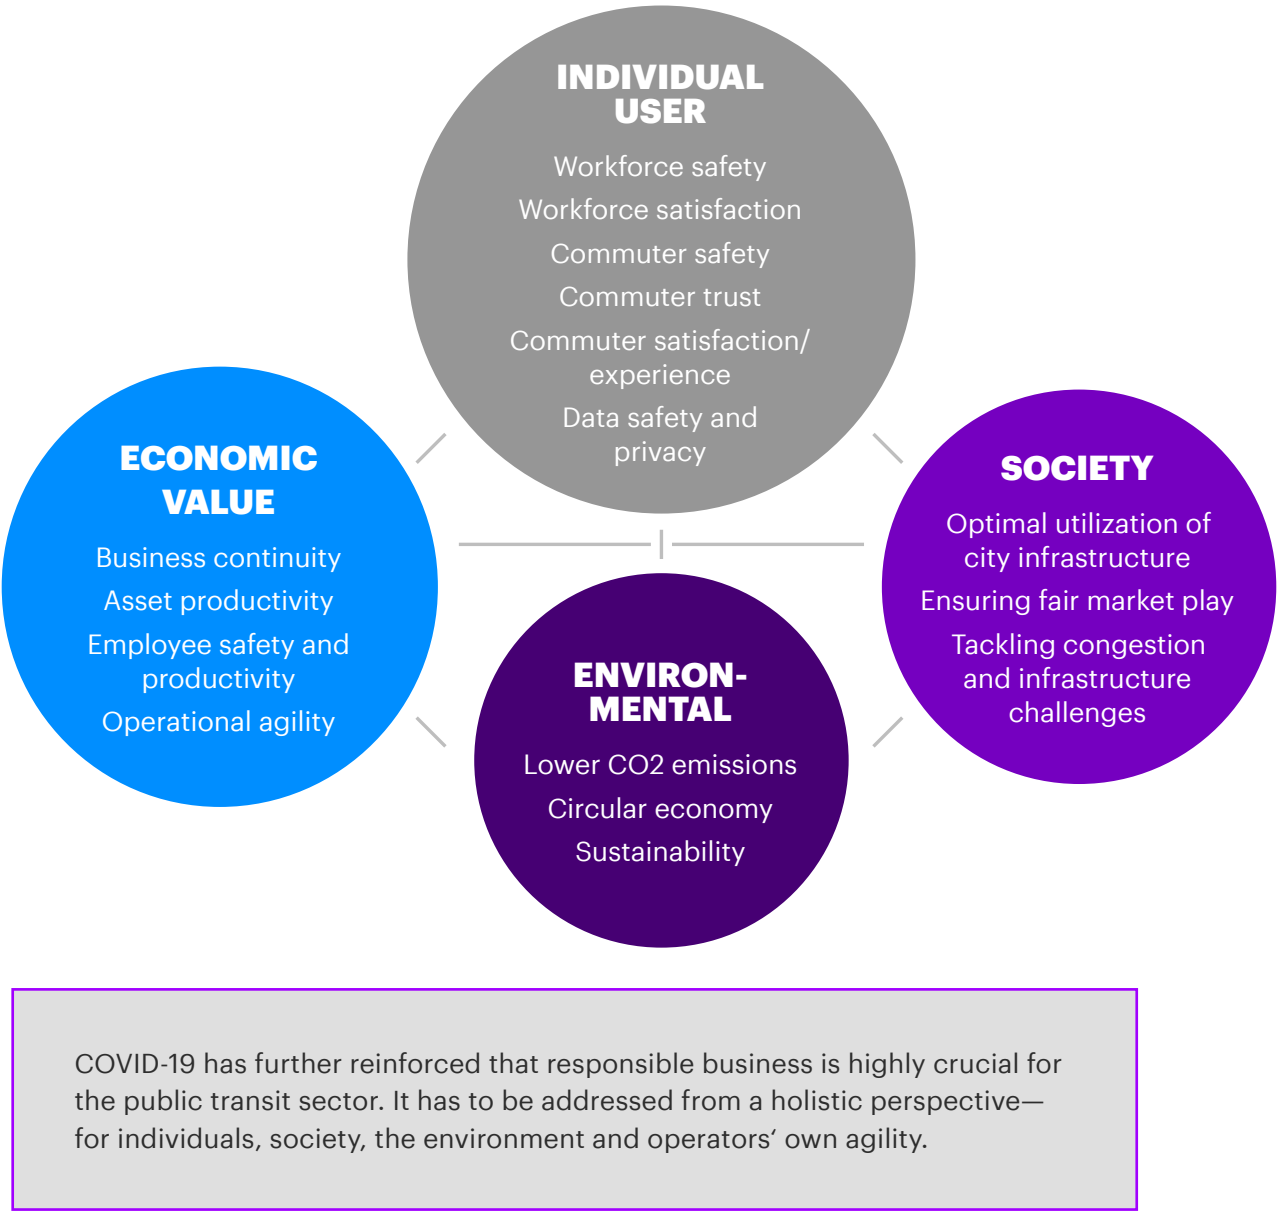 INDIVIDUAL
USER
Workforce safety
Workforce satisfaction
Commuter safety
Commuter trust
Commuter satisfaction/
experience
Data safety and
privacy
ECONOMIC
VALUE
Business continuity
Asset productivity
Employee safety and
productivity
Operational agility
SOCIETY
Optimal utilization of
city infrastructure
Ensuring fair market play
Tackling congestion
and infrastructure
challenges
ENVIRON-
MENTAL
Lower CO2 emissions
Circular economy
Sustainability
COVID-19 has further reinforced that responsible business is highly crucial for
the public transit sector. It has to be addressed from a holistic perspective—
for individuals, society, the environment and operators‘ own agility.